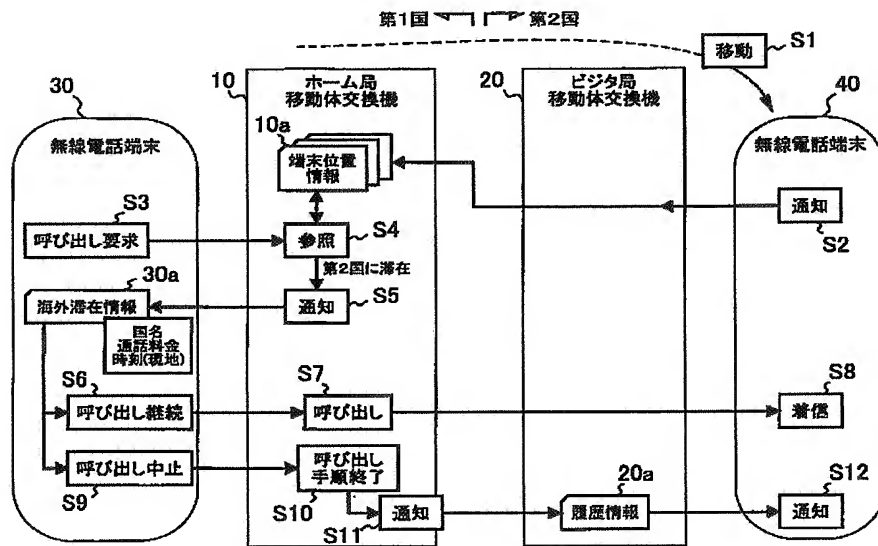 第1国 第2国
移動 S1
30
10
ホーム局
移動体交換機
20
ビジタ局
移動体交換機
40
無線電話端末
10a
端末位置
情報
無線電話端末
S3
呼び出し要求
参照 S4
通知
S2
第2国に滞在
30a
海外滞在情報
通知 S5
国名
通話料金
時刻(現地)
S6
呼び出し継続
S7
呼び出し
S8
着信
呼び出し中止
S9
呼び出し
手順終了
S10
S11 通知
20a
履歴情報
S12
通知